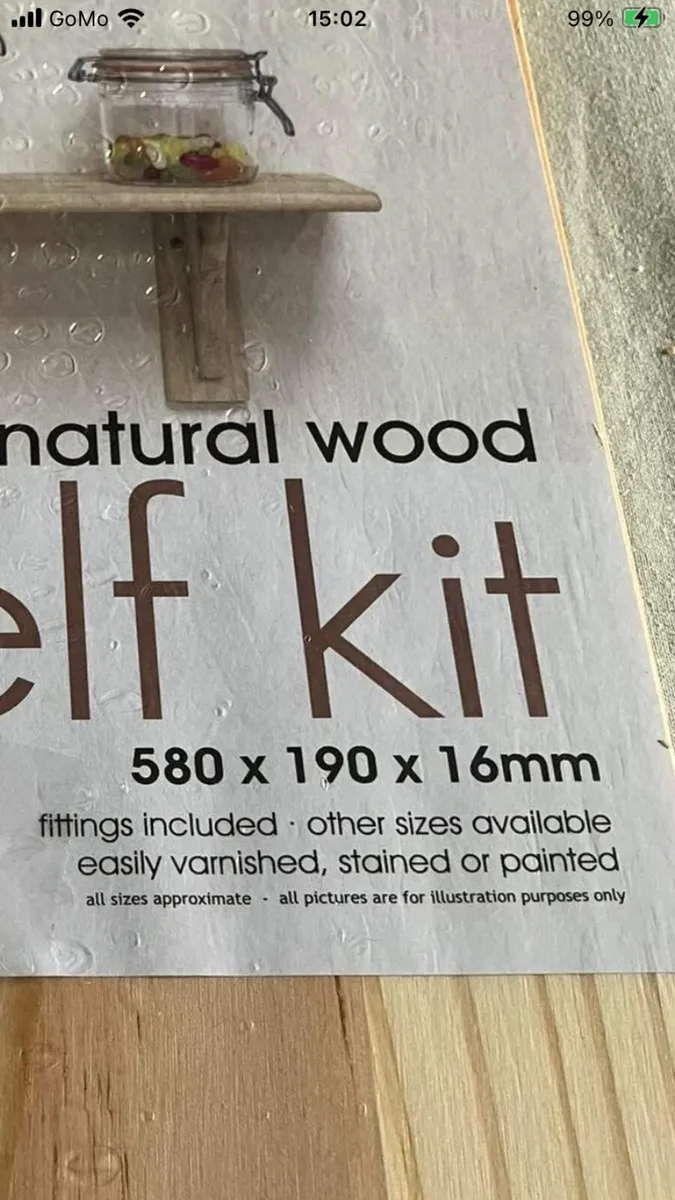 GoMo 15:02 99%
natural wood
elf kit
580 x 190 x 16mm
fittings included · other sizes available
easily varnished, stained or painted
all sizes approximate - all pictures are for illustration purposes only